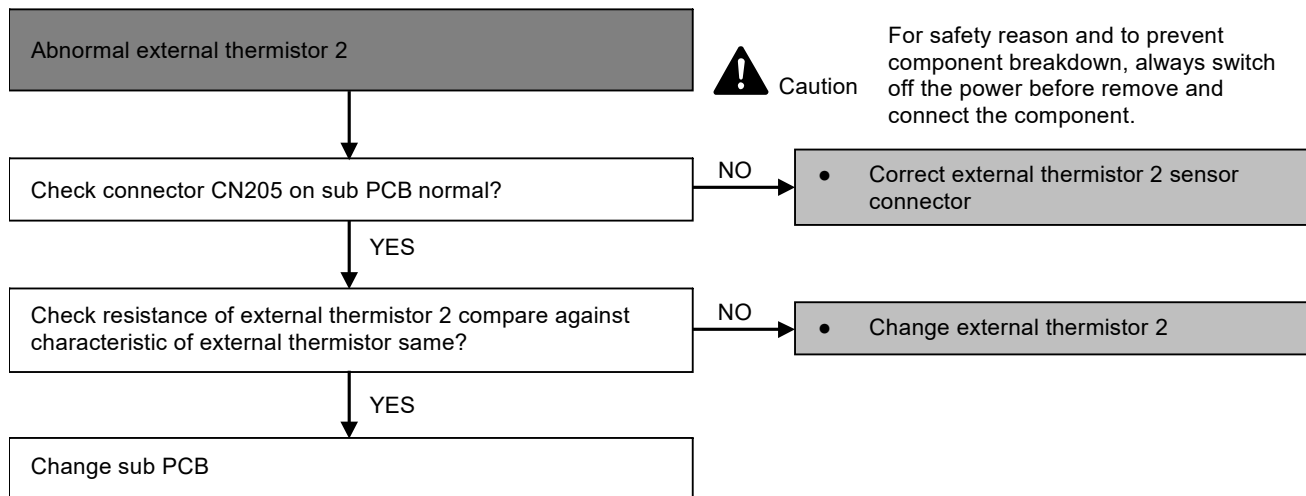 Abnormal external thermistor 2
Caution
For safety reason and to prevent
component breakdown, always switch
off the power before remove and
connect the component.
Check connector CN205 on sub PCB normal?
NO
● Correct external thermistor 2 sensor
connector
YES
Check resistance of external thermistor 2 compare against
characteristic of external thermistor same?
NO
● Change external thermistor 2
YES
Change sub PCB